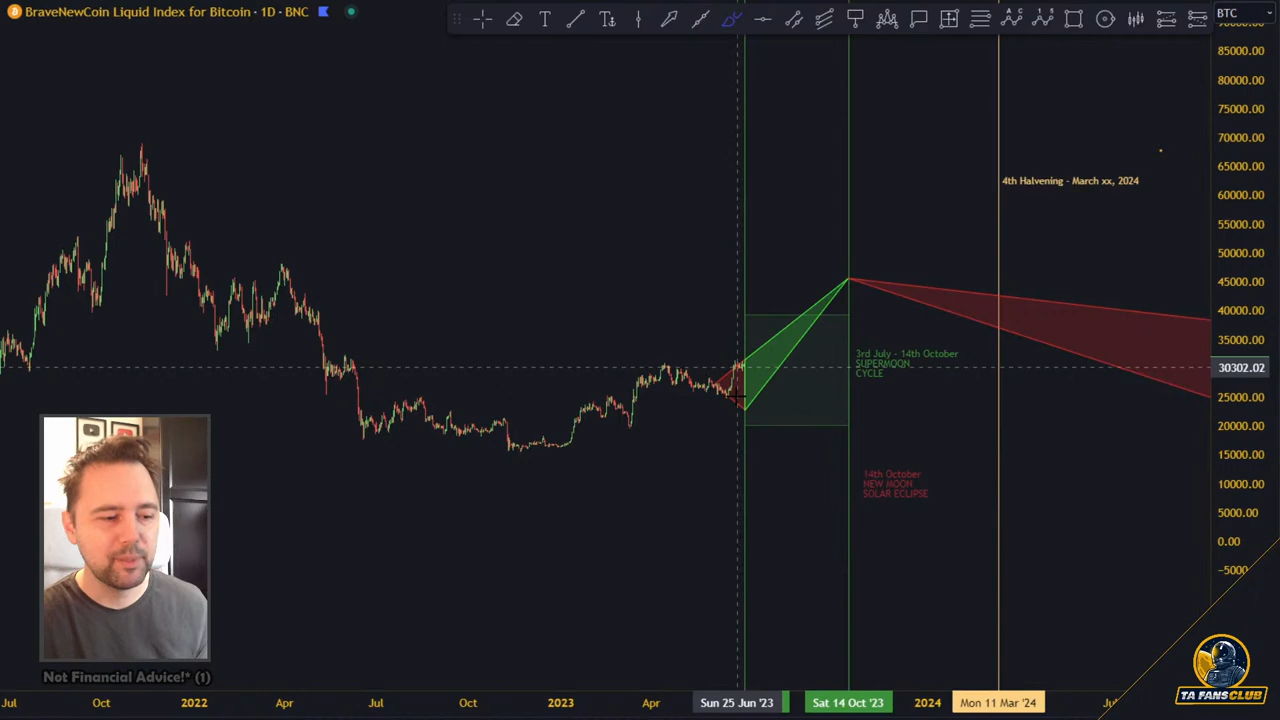 BraveNewCoin Liquid Index for Bitcoin · 1D · BNC
BTC
85000.00
80000.00
75000.00
70000.00
65000.00
60000.00
55000.00
50000.00
45000.00
40000.00
35000.00
30302.02
25000.00
20000.00
15000.00
10000.00
5000.00
0.00
-5000
4th Halvening - March xx, 2024
3rd July - 14th October
SUPERMOON
CYCLE
14th October
NEW MOON
SOLAR ECLIPSE
Not Financial Advice!* (1)
TA FANSCLUB
Jul Oct 2022 Apr Jul Oct 2023 Apr Sun 25 Jun '23 Sat 14 Oct '23 2024 Mon 11 Mar '24